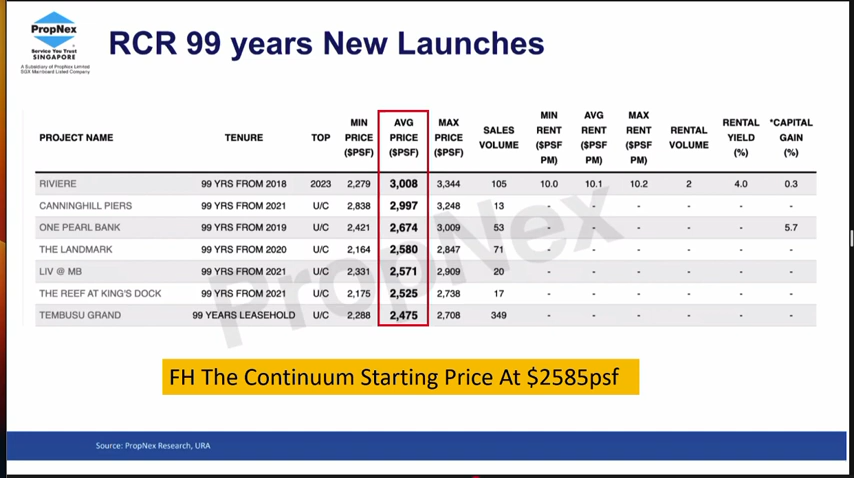 PropNex
Service You Trust
SINGAPORE
A Subsidiary of PropNex Limited
SGX Mainboard Listed Company
RCR 99 years New Launches
PROJECT NAME TENURE TOP MIN PRICE ($PSF) AVG PRICE ($PSF) MAX PRICE ($PSF) SALES VOLUME MIN RENT ($PSF PM) AVG RENT ($PSF PM) MAX RENT ($PSF PM) RENTAL VOLUME RENTAL YIELD (%) *CAPITAL GAIN (%)
RIVIERE 99 YRS FROM 2018 2023 2,279 3,008 3,344 105 10.0 10.1 10.2 2 4.0 0.3
CANNINGHILL PIERS 99 YRS FROM 2021 U/C 2,838 2,997 3,248 13 - - - - - -
ONE PEARL BANK 99 YRS FROM 2019 U/C 2,421 2,674 3,009 53 - - - - - 5.7
THE LANDMARK 99 YRS FROM 2020 U/C 2,164 2,580 2,847 71 - - - - - -
LIV @ MB 99 YRS FROM 2021 U/C 2,331 2,571 2,909 20 - - - - - -
THE REEF AT KING'S DOCK 99 YRS FROM 2021 U/C 2,175 2,525 2,738 17 - - - - - -
TEMBUSU GRAND 99 YEARS LEASEHOLD U/C 2,288 2,475 2,708 349 - - - - - -
PropNex
FH The Continuum Starting Price At $2585psf
Source: PropNex Research, URA